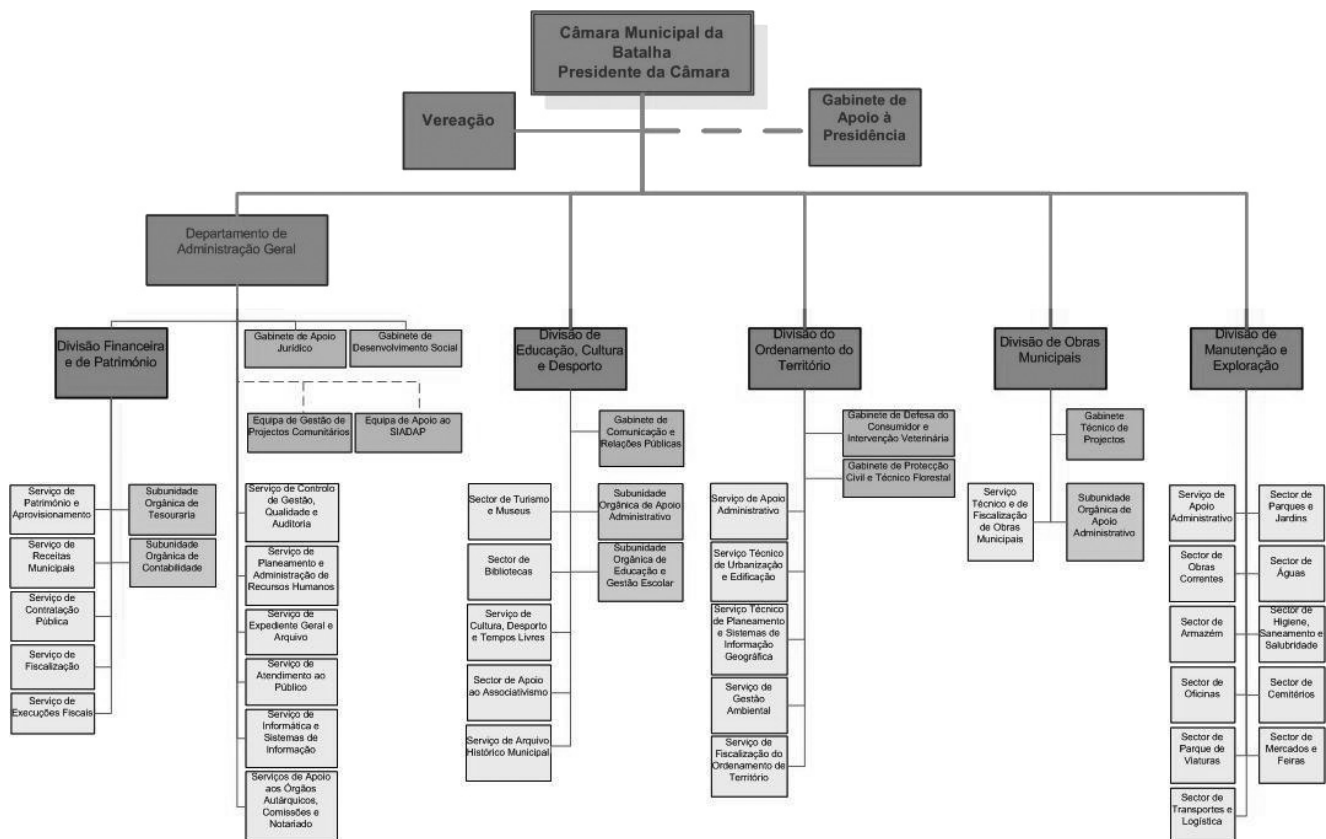 Câmara Municipal da
Batalha
Presidente da Câmara
Vereação
Gabinete de
Apoio à
Presidência
Departamento de
Administração Geral
Divisão Financeira
e de Património
Gabinete de Apoio
Jurídico
Gabinete de
Desenvolvimento Social
Equipa de Gestão de
Projectos Comunitários
Equipa de Apoio ao
SIADAP
Divisão de
Educação, Cultura
e Desporto
Divisão do
Ordenamento do
Território
Divisão de Obras
Municipais
Divisão de
Manutenção e
Exploração
Gabinete de
Comunicação e
Relações Públicas
Gabinete de Defesa do
Consumidor e
Intervenção Veterinária
Gabinete de Protecção
Civil e Técnico Florestal
Gabinete
Técnico de
Projectos
Serviço de
Património e
Aprovisionamento
Serviço de
Receitas
Municipais
Serviço de
Contratação
Pública
Serviço de
Fiscalização
Serviço de
Execuções Fiscais
Subunidade
Orgânica de
Tesouraria
Subunidade
Orgânica de
Contabilidade
Serviço de Controlo
de Gestão,
Qualidade e
Auditoria
Serviço de
Planeamento e
Administração de
Recursos Humanos
Serviço de
Expediente Geral e
Arquivo
Serviço de
Atendimento ao
Público
Serviço de
Informática e
Sistemas de
Informação
Serviços de Apoio
aos Órgãos
Autárquicos,
Comissões e
Notariado
Sector de Turismo
e Museus
Sector de
Bibliotecas
Serviço de
Cultura, Desporto
e Tempos Livres
Sector de Apoio
ao Associativismo
Serviço de Arquivo
Histórico Municipal
Subunidade
Orgânica de Apoio
Administrativo
Subunidade
Orgânica de
Educação e
Gestão Escolar
Serviço de Apoio
Administrativo
Serviço Técnico
de Urbanização
e Edificação
Serviço Técnico
de Planeamento
e Sistemas de
Informação
Geográfica
Serviço de
Gestão
Ambiental
Serviço de
Fiscalização do
Ordenamento de
Território
Serviço
Técnico e de
Fiscalização
de Obras
Municipais
Subunidade
Orgânica de
Apoio
Administrativo
Serviço de
Apoio
Administrativo
Sector de
Obras
Correntes
Sector de
Armazém
Sector de
Oficinas
Sector de
Parque de
Viaturas
Sector de
Transportes e
Logística
Sector de
Parques e
Jardins
Sector de
Águas
Sector de
Higiene,
Saneamento e
Salubridade
Sector de
Cemitérios
Sector de
Mercados e
Feiras